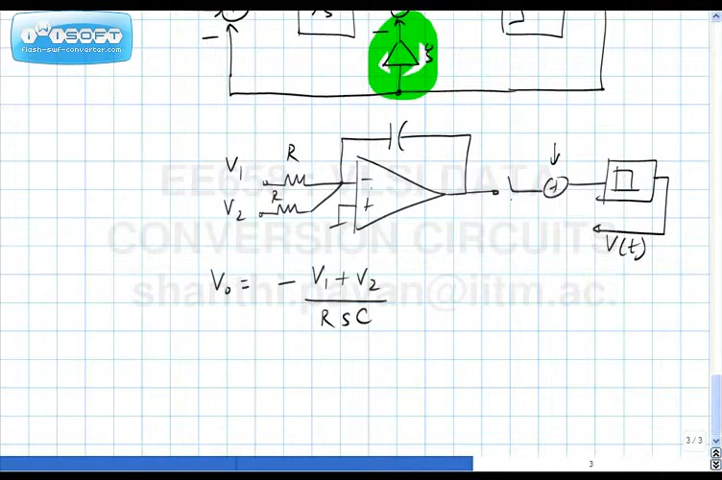 iWiSOFT
flash-swf-converter.com
V1
R
V2
R
V(t)
EE658 - VLSI DATA
CONVERSION CIRCUITS
shanthi.pavan@iitm.ac.
V0 = - V1 + V2
R S C
3/3
3